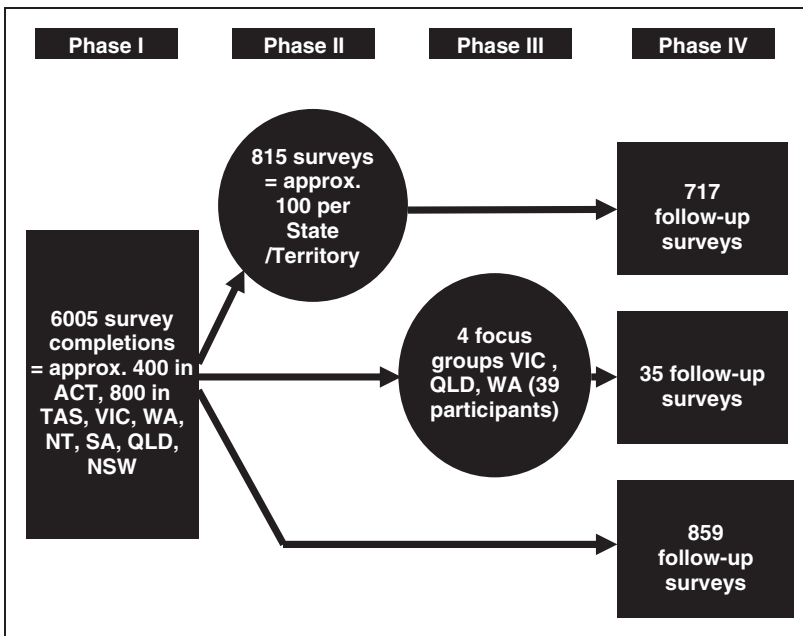 Phase I
Phase II
Phase III
Phase IV
815 surveys
= approx.
100 per
State
/Territory
717
follow-up
surveys
6005 survey
completions
= approx. 400 in
ACT, 800 in
TAS, VIC, WA,
NT, SA, QLD,
NSW
4 focus
groups VIC ,
QLD, WA (39
participants)
35 follow-up
surveys
859
follow-up
surveys